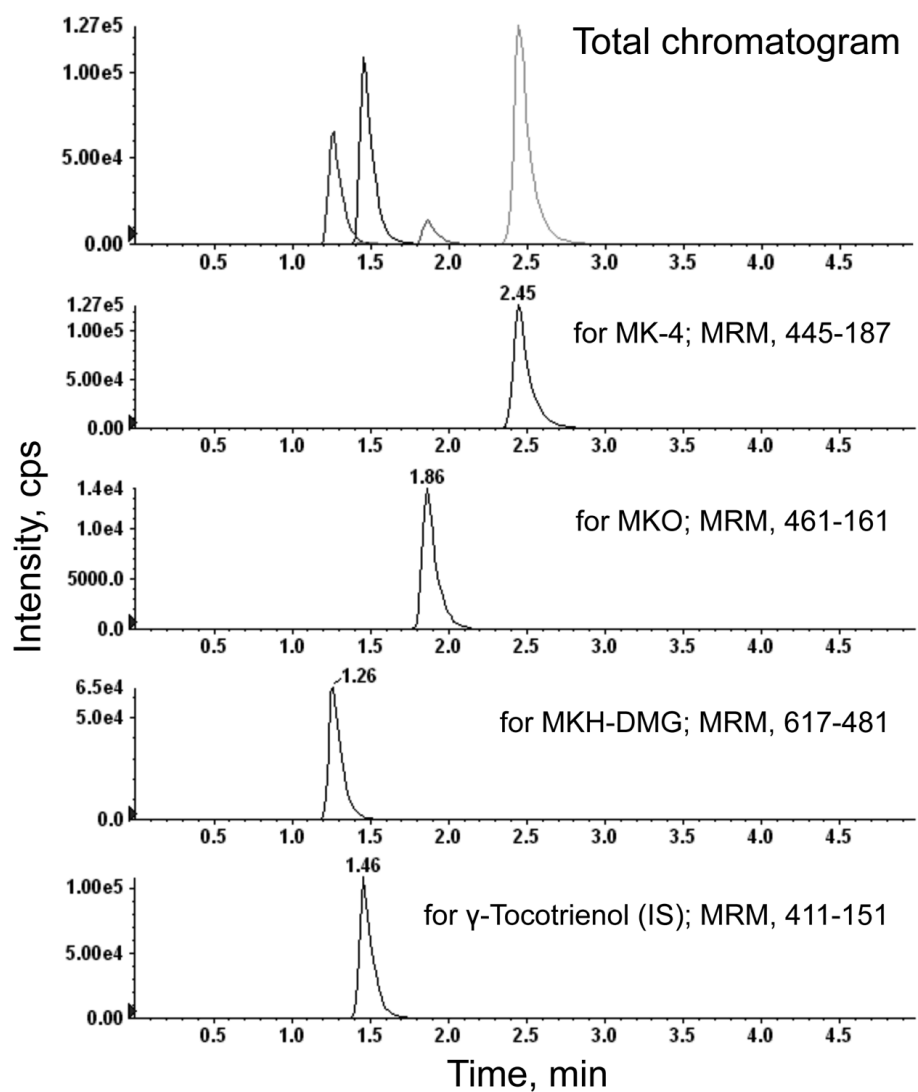 Total chromatogram
1.27e5
1.00e5
5.00e4
0.00
0.5 1.0 1.5 2.0 2.5 3.0 3.5 4.0 4.5
2.45
for MK-4; MRM, 445-187
1.27e5
1.00e5
5.00e4
0.00
0.5 1.0 1.5 2.0 2.5 3.0 3.5 4.0 4.5
1.86
for MKO; MRM, 461-161
1.4e4
1.0e4
5000.0
0.0
0.5 1.0 1.5 2.0 2.5 3.0 3.5 4.0 4.5
1.26
for MKH-DMG; MRM, 617-481
6.5e4
5.0e4
0.0
0.5 1.0 1.5 2.0 2.5 3.0 3.5 4.0 4.5
1.46
for γ-Tocotrienol (IS); MRM, 411-151
1.00e5
5.00e4
0.00
0.5 1.0 1.5 2.0 2.5 3.0 3.5 4.0 4.5
Intensity, cps
Time, min